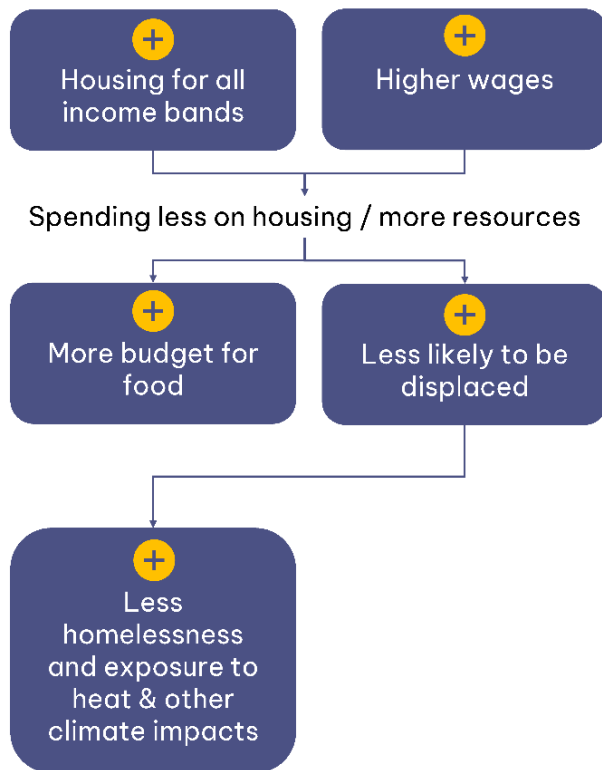 Housing for all
income bands
Higher wages
Spending less on housing / more resources
More budget for
food
Less likely to be
displaced
Less
homelessness
and exposure to
heat & other
climate impacts